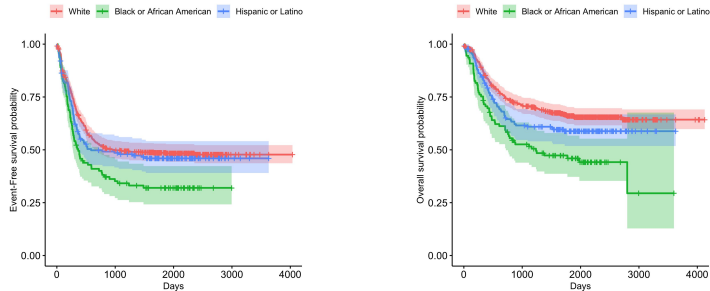 White Black or African American Hispanic or Latino
1.00
0.75
0.50
0.25
0.00
Event-Free survival probability
0 1000 2000 3000 4000
Days
White Black or African American Hispanic or Latino
1.00
0.75
0.50
0.25
0.00
Overall survival probability
0 1000 2000 3000 4000
Days